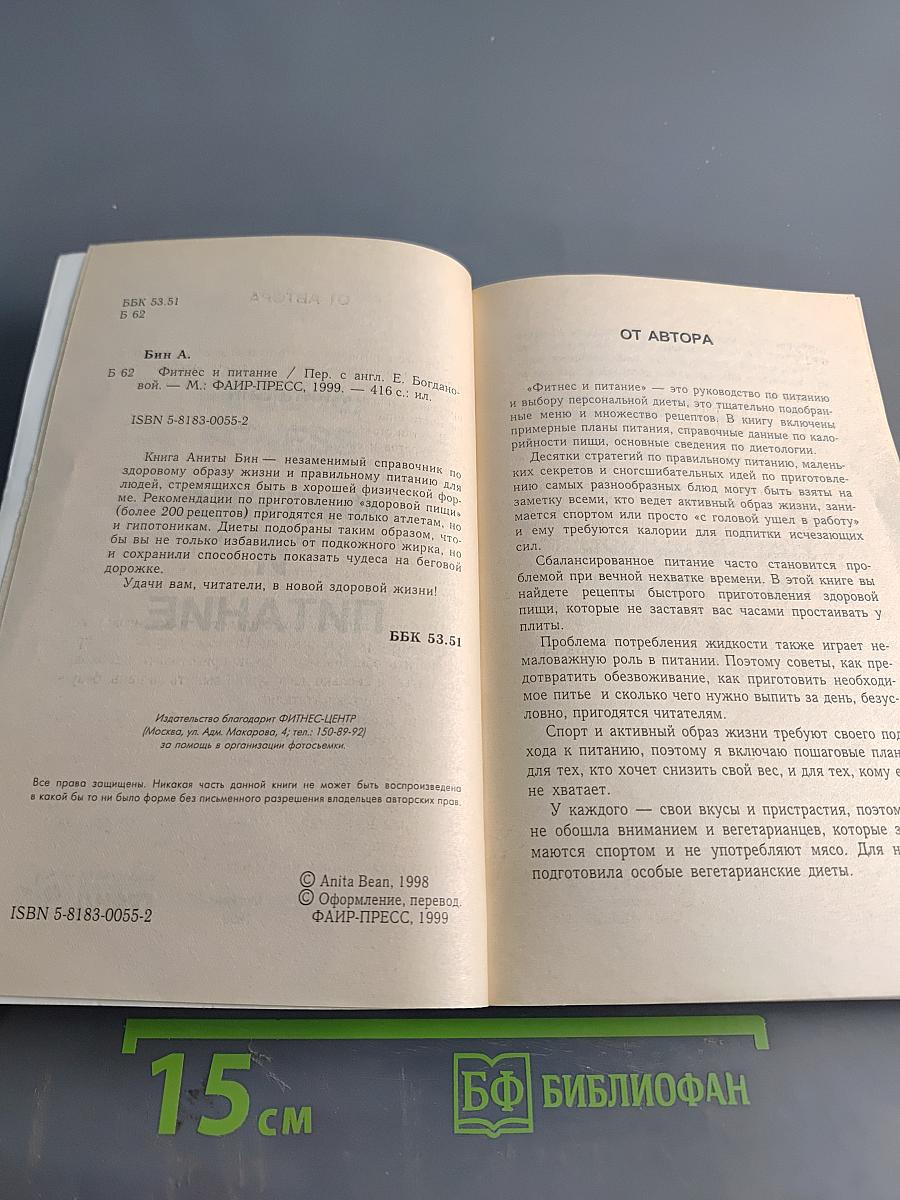 ББК 53.51
Б 62
Бин А.
Б 62 Фитнес и питание / Пер. с англ. Е. Богдано-
вой. — М.: ФАИР-ПРЕСС, 1999. — 416 с.: ил.
ISBN 5-8183-0055-2
Книга Аниты Бин — незаменимый справочник по
здоровому образу жизни и правильному питанию для
людей, стремящихся быть в хорошей физической фор-
ме. Рекомендации по приготовлению «здоровой пищи»
(более 200 рецептов) пригодятся не только атлетам, но
и гипотоникам. Диеты подобраны таким образом, что-
бы вы не только избавились от подкожного жирка, но
и сохранили способность показать чудеса на беговой
дорожке.
Удачи вам, читатели, в новой здоровой жизни!
ББК 53.51
Издательство благодарит ФИТНЕС-ЦЕНТР
(Москва, ул. Адм. Макарова, 4; тел.: 150-89-92)
за помощь в организации фотосъемки.
Все права защищены. Никакая часть данной книги не может быть воспроизведена
в какой бы то ни было форме без письменного разрешения владельцев авторских прав.
© Anita Bean, 1998
© Оформление, перевод.
ФАИР-ПРЕСС, 1999
ISBN 5-8183-0055-2
ОТ АВТОРА
«Фитнес и питание» — это руководство по питанию
и выбору персональной диеты, это тщательно подобран-
ные меню и множество рецептов. В книгу включены
примерные планы питания, справочные данные по кало-
рийности пищи, основные сведения по диетологии.
Десятки стратегий по правильному питанию, малень-
ких секретов и сногсшибательных идей по приготовле-
нию самых разнообразных блюд могут быть взяты на
заметку всеми, кто ведет активный образ жизни, зани-
мается спортом или просто «с головой ушел в работу»
и ему требуются калории для подпитки исчезающих
сил.
Сбалансированное питание часто становится про-
блемой при вечной нехватке времени. В этой книге вы
найдете рецепты быстрого приготовления здоровой
пищи, которые не заставят вас часами простаивать у
плиты.
Проблема потребления жидкости также играет не-
маловажную роль в питании. Поэтому советы, как пре-
дотвратить обезвоживание, как приготовить необходи-
мое питье и сколько чего нужно выпить за день, безус-
ловно, пригодятся читателям.
Спорт и активный образ жизни требуют своего под
хода к питанию, поэтому я включаю пошаговые план
для тех, кто хочет снизить свой вес, и для тех, кому е
не хватает.
У каждого — свои вкусы и пристрастия, поэтом
не обошла вниманием и вегетарианцев, которые з
маются спортом и не употребляют мясо. Для н
подготовила особые вегетарианские диеты.
15 см
БФ БИБЛИОФАН